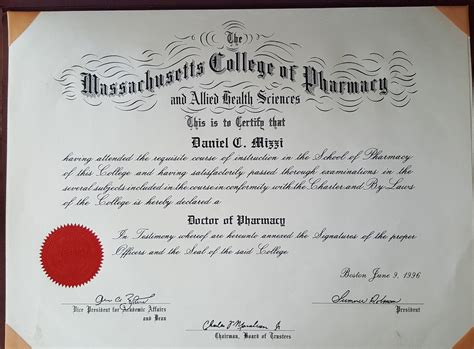 The
Massachusetts College of Pharmacy
and Allied Health Sciences
This is to Certify that
Daniel C. Mizzi
having attended the requisite course of instruction in the School of Pharmacy
of this College and having satisfactorily passed thorough examinations in the
several subjects included in the course in conformity with the Charter and By-Laws
of the College is hereby declared a
Doctor of Pharmacy
In Testimony whereof are hereunto annexed the Signatures of the proper
Officers and the Seal of the said College
Boston June 9, 1996
Vice President for Academic Affairs
and Dean
President
Chairman, Board of Trustees